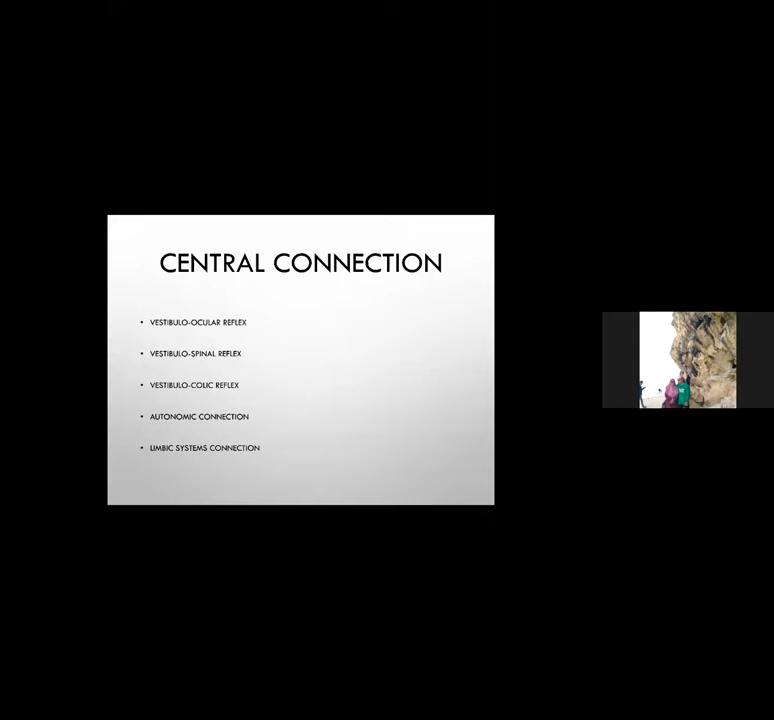 CENTRAL CONNECTION
• VESTIBULO-OCULAR REFLEX
• VESTIBULO-SPINAL REFLEX
• VESTIBULO-COLIC REFLEX
• AUTONOMIC CONNECTION
• LIMBIC SYSTEMS CONNECTION